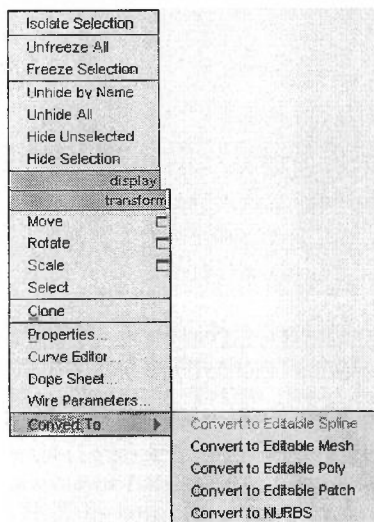 Isolate Selection
Unfreeze All
Freeze Selection
Unhide by Name
Unhide All
Hide Unselected
Hide Selection
display
transform
Move
Rotate
Scale
Select
Clone
Properties...
Curve Editor...
Dope Sheet...
Wire Parameters...
Convert To
Convert to Editable Spline
Convert to Editable Mesh
Convert to Editable Poly
Convert to Editable Patch
Convert to NURBS